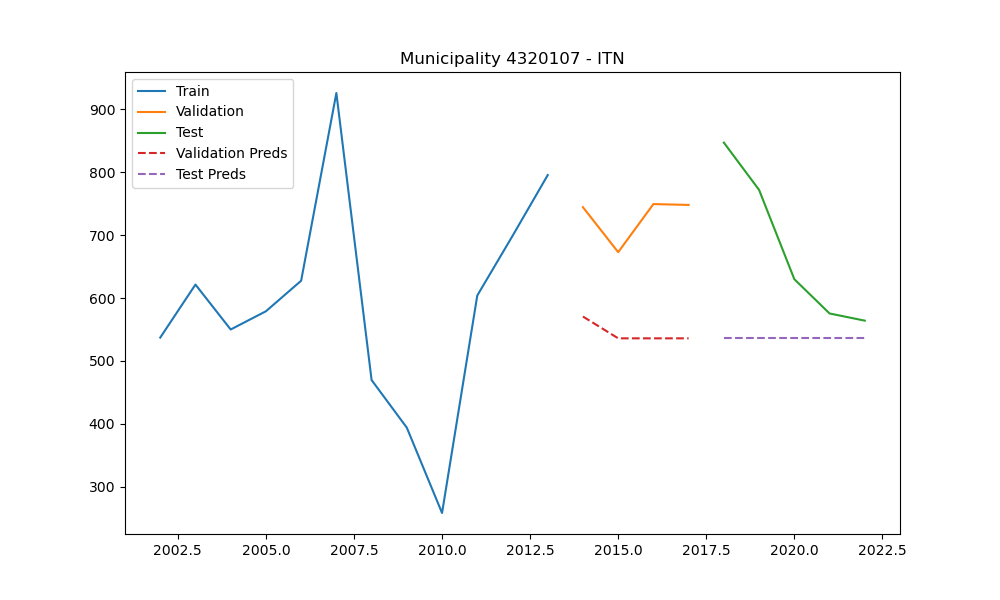 Municipality 4320107 - ITN
Train
Validation
Test
Validation Preds
Test Preds
900
800
700
600
500
400
300
2002.5 2005.0 2007.5 2010.0 2012.5 2015.0 2017.5 2020.0 2022.5